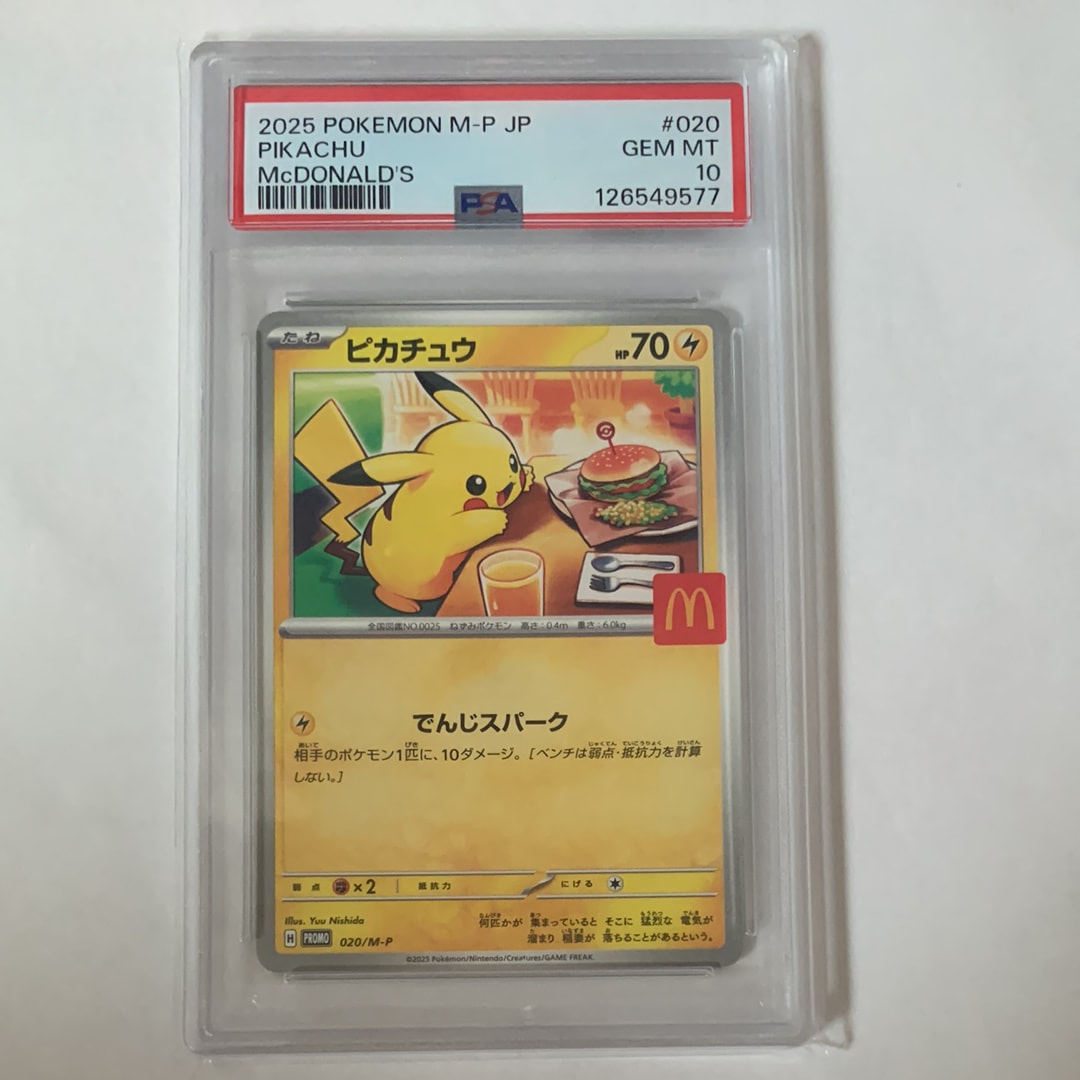 2025 POKEMON M-P JP #020
PIKACHU GEM MT
McDONALD'S 10
PSA 126549577
たね ピカチュウ HP70
全国図鑑NO.0025 ねずみポケモン 高さ:0.4m 重さ:6.0kg
でんじスパーク
相手のポケモン1匹に、10ダメージ。[ベンチは弱点・抵抗力を計算
しない。]
弱点 ×2 抵抗力 にげる
Illus. Yuu Nishida
何匹かが 集まっていると そこに 猛烈な 電気が
溜まり 稲妻が 落ちることがあるという。
H PROMO 020/M-P
©2025 Pokémon/Nintendo/Creatures/GAME FREAK.